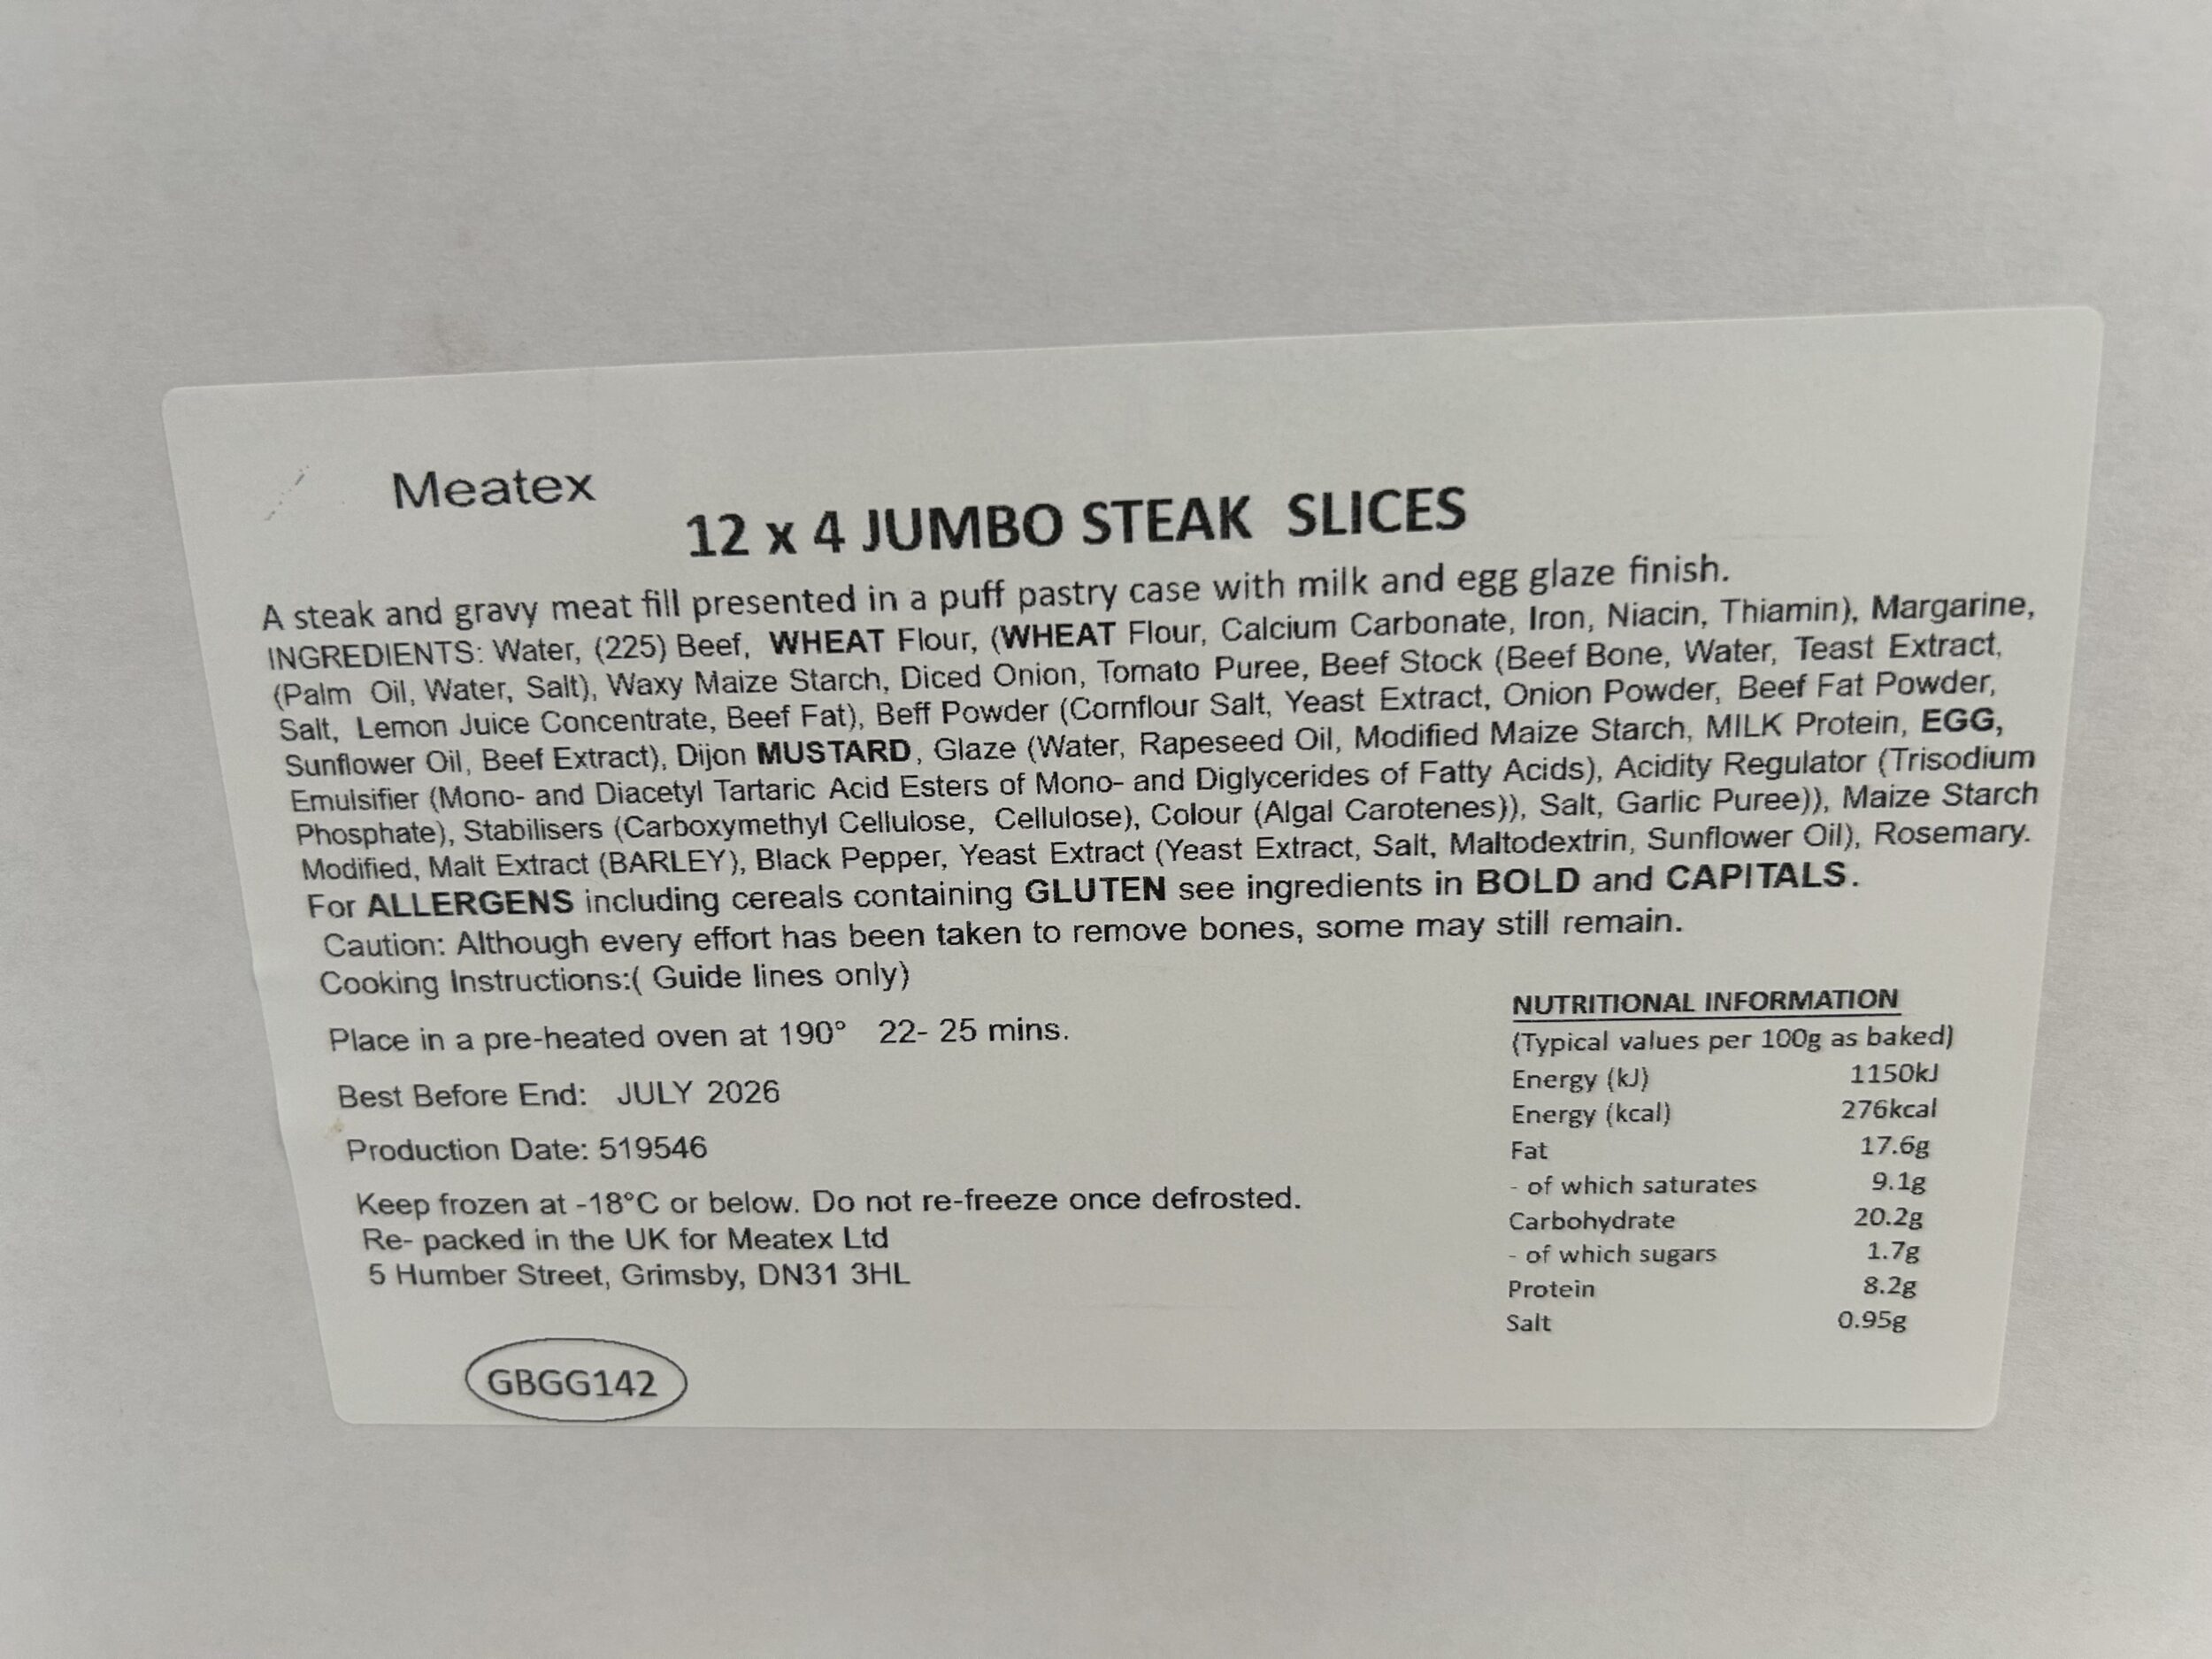 Meatex
12 x 4 JUMBO STEAK SLICES
A steak and gravy meat fill presented in a puff pastry case with milk and egg glaze finish.
INGREDIENTS: Water, (225) Beef, WHEAT Flour, (WHEAT Flour, Calcium Carbonate, Iron, Niacin, Thiamin), Margarine,
(Palm Oil, Water, Salt), Waxy Maize Starch, Diced Onion, Tomato Puree, Beef Stock (Beef Bone, Water, Teast Extract,
Salt, Lemon Juice Concentrate, Beef Fat), Beff Powder (Cornflour Salt, Yeast Extract, Onion Powder, Beef Fat Powder,
Sunflower Oil, Beef Extract), Dijon MUSTARD, Glaze (Water, Rapeseed Oil, Modified Maize Starch, MILK Protein, EGG,
Emulsifier (Mono- and Diacetyl Tartaric Acid Esters of Mono- and Diglycerides of Fatty Acids), Acidity Regulator (Trisodium
Phosphate), Stabilisers (Carboxymethyl Cellulose, Cellulose), Colour (Algal Carotenes)), Salt, Garlic Puree)), Maize Starch
Modified, Malt Extract (BARLEY), Black Pepper, Yeast Extract (Yeast Extract, Salt, Maltodextrin, Sunflower Oil), Rosemary.
For ALLERGENS including cereals containing GLUTEN see ingredients in BOLD and CAPITALS.
Caution: Although every effort has been taken to remove bones, some may still remain.
Cooking Instructions:( Guide lines only)
Place in a pre-heated oven at 190° 22- 25 mins.
Best Before End: JULY 2026
Production Date: 519546
Keep frozen at -18°C or below. Do not re-freeze once defrosted.
Re- packed in the UK for Meatex Ltd
5 Humber Street, Grimsby, DN31 3HL
GBGG142
NUTRITIONAL INFORMATION
(Typical values per 100g as baked)
Energy (kJ) 1150kJ
Energy (kcal) 276kcal
Fat 17.6g
- of which saturates 9.1g
Carbohydrate 20.2g
- of which sugars 1.7g
Protein 8.2g
Salt 0.95g